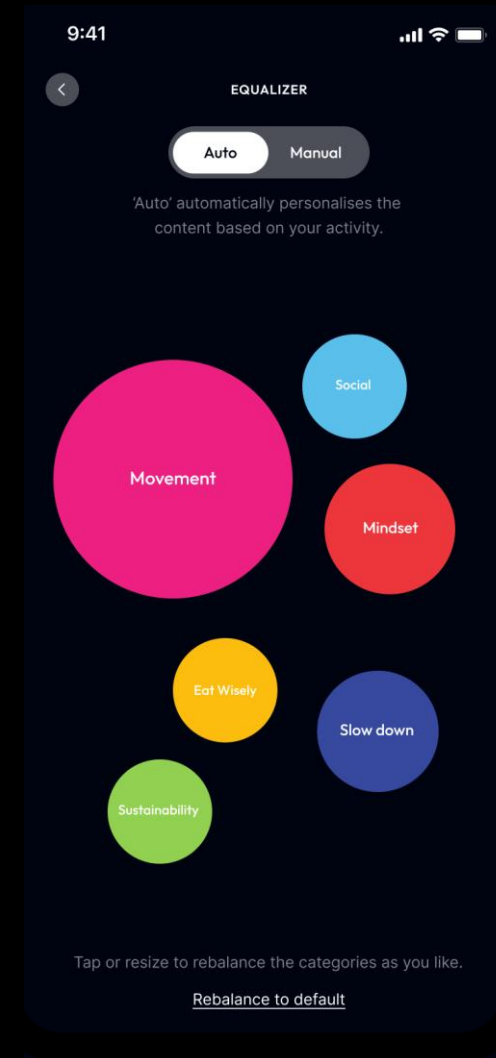 9:41
EQUALIZER
Auto
Manual
‘Auto’ automatically personalises the
content based on your activity.
Social
Movement
Mindset
Eat Wisely
Slow down
Sustainability
Tap or resize to rebalance the categories as you like.
Rebalance to default